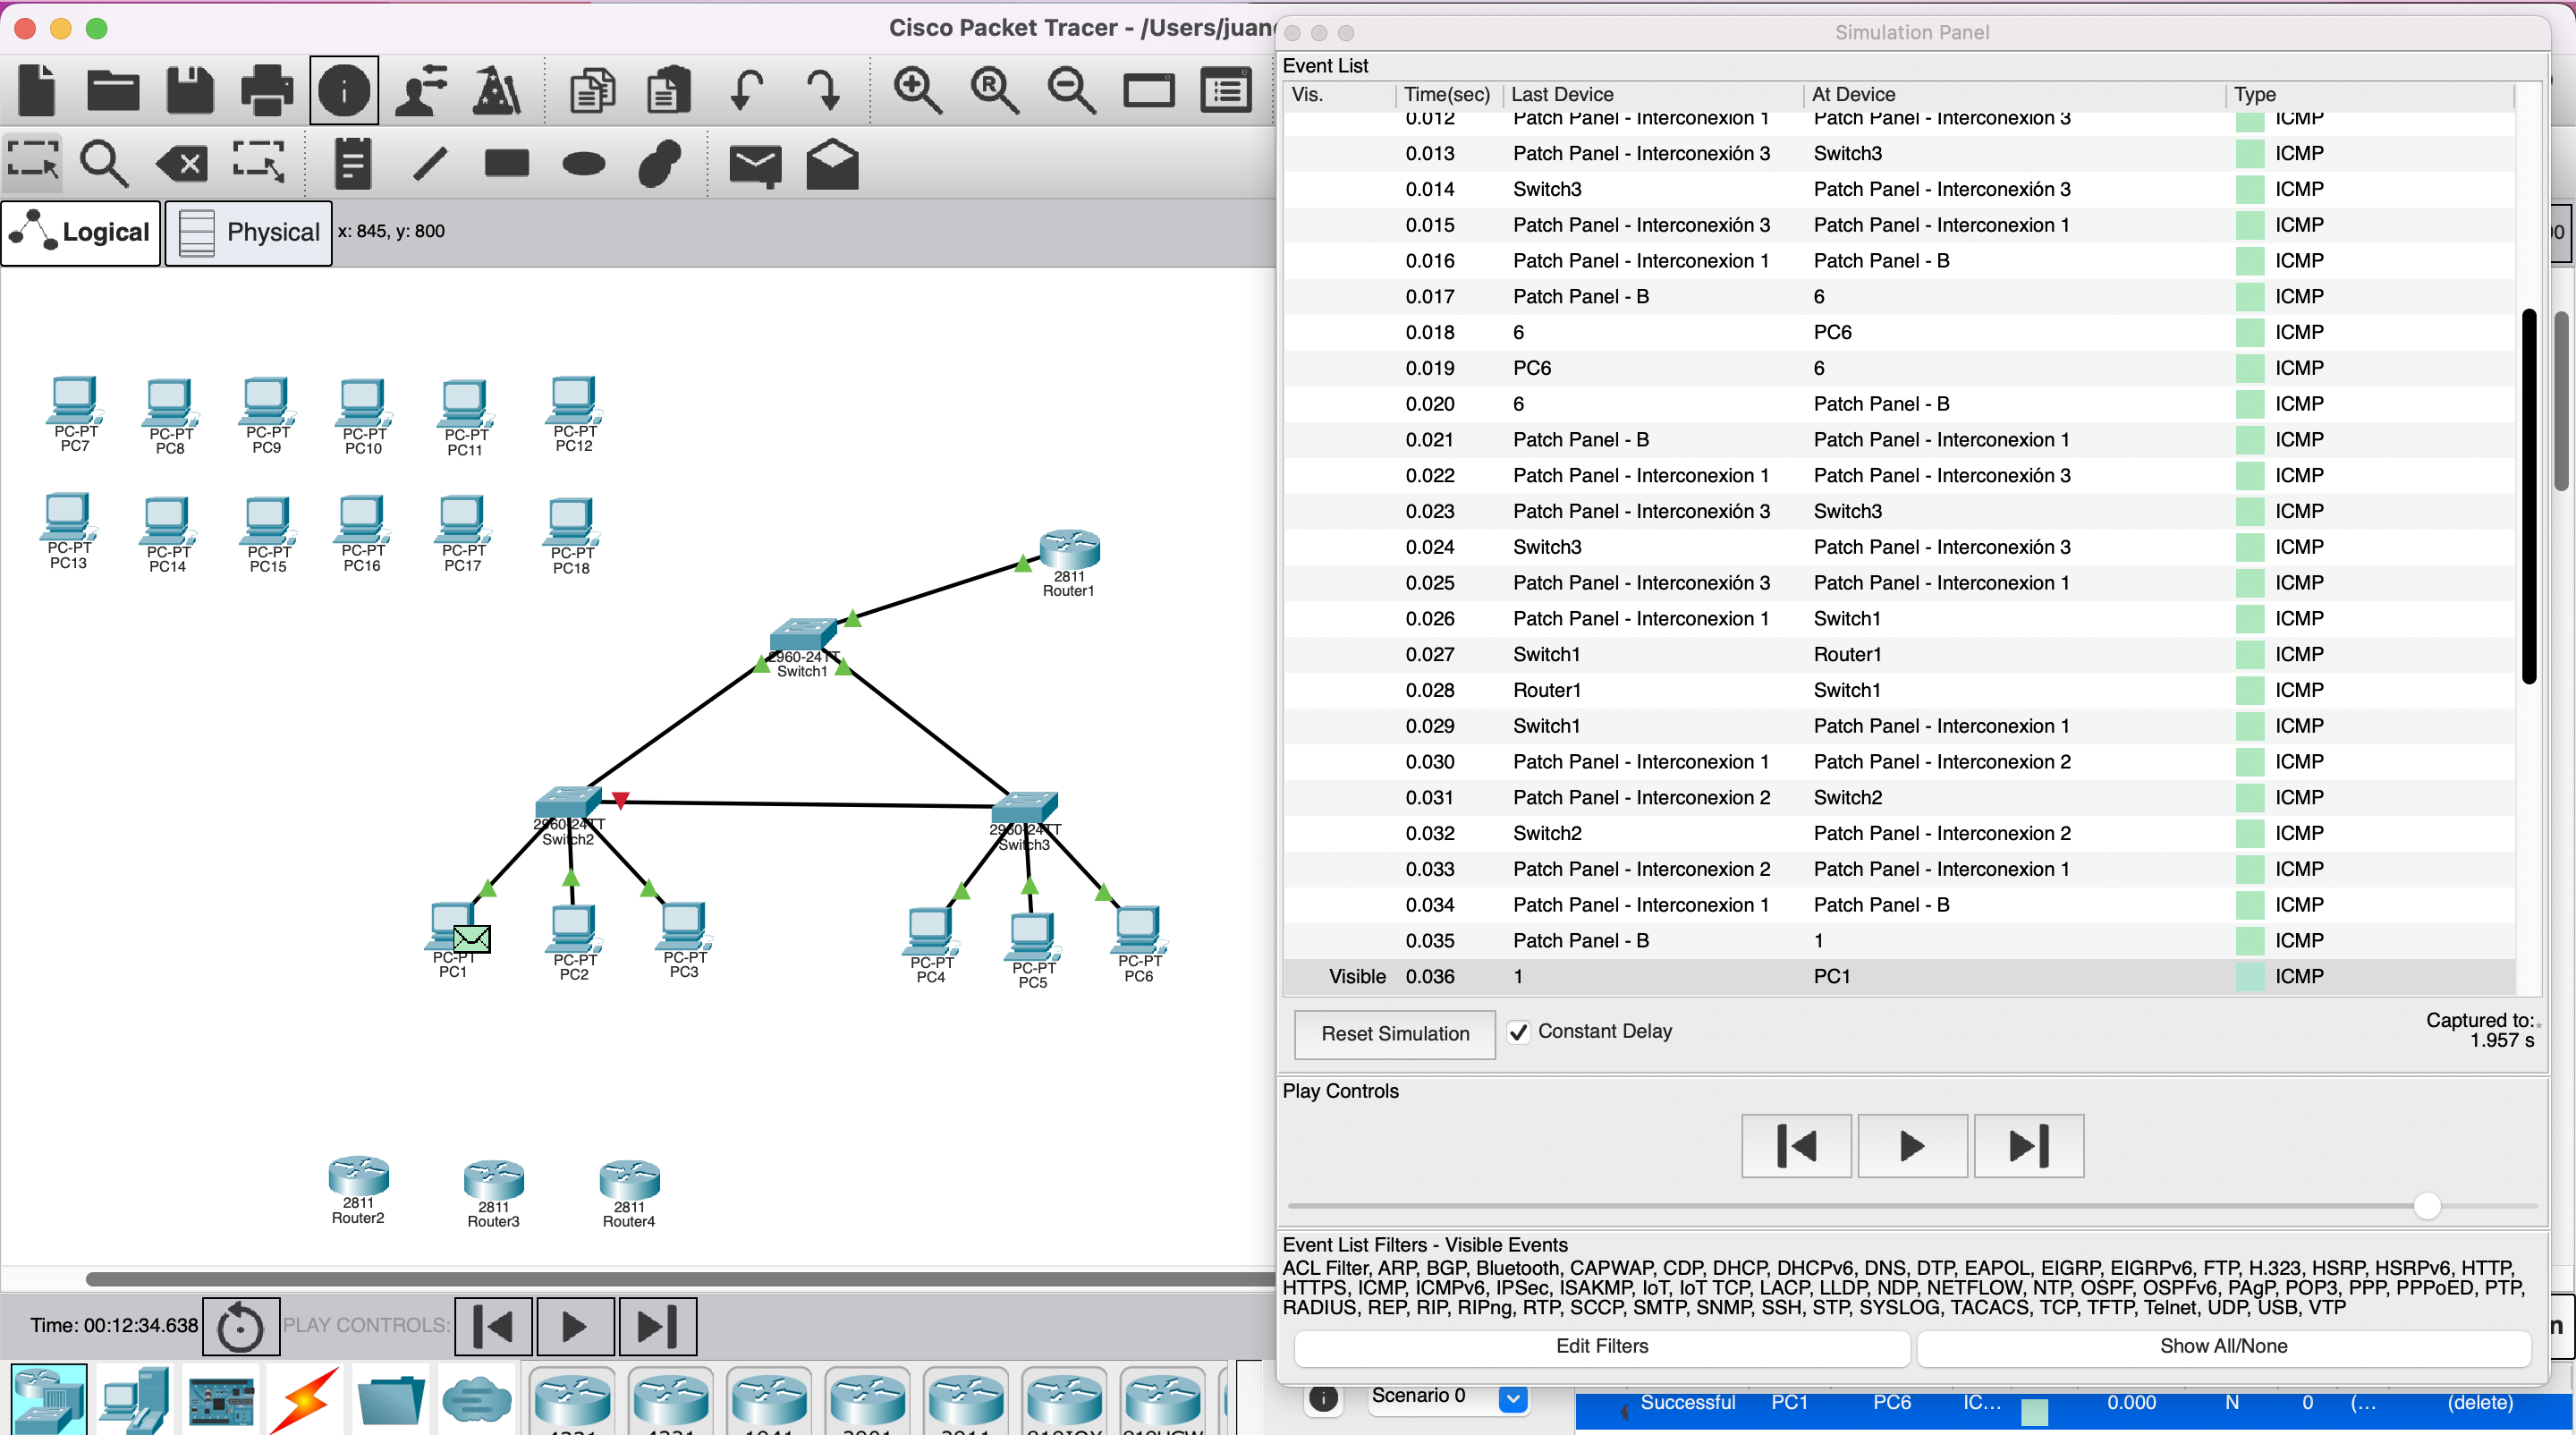 Cisco Packet Tracer - /Users/juan
Simulation Panel
Event List
Vis. Time(sec) Last Device At Device Type
0.012 Patch Panel - Interconexion 1 Patch Panel - Interconexión 3 ICMP
0.013 Patch Panel - Interconexión 3 Switch3 ICMP
0.014 Switch3 Patch Panel - Interconexión 3 ICMP
0.015 Patch Panel - Interconexión 3 Patch Panel - Interconexion 1 ICMP
0.016 Patch Panel - Interconexion 1 Patch Panel - B ICMP
0.017 Patch Panel - B 6 ICMP
0.018 6 PC6 ICMP
0.019 PC6 6 ICMP
0.020 6 Patch Panel - B ICMP
0.021 Patch Panel - B Patch Panel - Interconexion 1 ICMP
0.022 Patch Panel - Interconexion 1 Patch Panel - Interconexión 3 ICMP
0.023 Patch Panel - Interconexión 3 Switch3 ICMP
0.024 Switch3 Patch Panel - Interconexión 3 ICMP
0.025 Patch Panel - Interconexión 3 Patch Panel - Interconexion 1 ICMP
0.026 Patch Panel - Interconexion 1 Switch1 ICMP
0.027 Switch1 Router1 ICMP
0.028 Router1 Switch1 ICMP
0.029 Switch1 Patch Panel - Interconexion 1 ICMP
0.030 Patch Panel - Interconexion 1 Patch Panel - Interconexion 2 ICMP
0.031 Patch Panel - Interconexion 2 Switch2 ICMP
0.032 Switch2 Patch Panel - Interconexion 2 ICMP
0.033 Patch Panel - Interconexion 2 Patch Panel - Interconexion 1 ICMP
0.034 Patch Panel - Interconexion 1 Patch Panel - B ICMP
0.035 Patch Panel - B 1 ICMP
Visible 0.036 1 PC1 ICMP
Reset Simulation Constant Delay
Captured to:
1.957 s
Play Controls
Event List Filters - Visible Events
ACL Filter, ARP, BGP, Bluetooth, CAPWAP, CDP, DHCP, DHCPv6, DNS, DTP, EAPOL, EIGRP, EIGRPv6, FTP, H.323, HSRP, HSRPv6, HTTP,
HTTPS, ICMP, ICMPv6, IPSec, ISAKMP, IoT, IoT TCP, LACP, LLDP, NDP, NETFLOW, NTP, OSPF, OSPFv6, PAgP, POP3, PPP, PPPoED, PTP,
RADIUS, REP, RIP, RIPng, RTP, SCCP, SMTP, SNMP, SSH, STP, SYSLOG, TACACS, TCP, TFTP, Telnet, UDP, USB, VTP
Edit Filters Show All/None
Logical Physical x: 845, y: 800
PC-PT PC-PT PC-PT PC-PT PC-PT PC-PT
PC7 PC8 PC9 PC10 PC11 PC12
PC-PT PC-PT PC-PT PC-PT PC-PT PC-PT
PC13 PC14 PC15 PC16 PC17 PC18
2811
Router1
2960-24TT
Switch1
2960-24TT
Switch2
2960-24TT
Switch3
PC-PT PC-PT PC-PT PC-PT PC-PT PC-PT
PC1 PC2 PC3 PC4 PC5 PC6
2811 2811 2811
Router2 Router3 Router4
Time: 00:12:34.638 PLAY CONTROLS:
Scenario 0
Successful PC1 PC6 IC... 0.000 N 0 (... (delete)